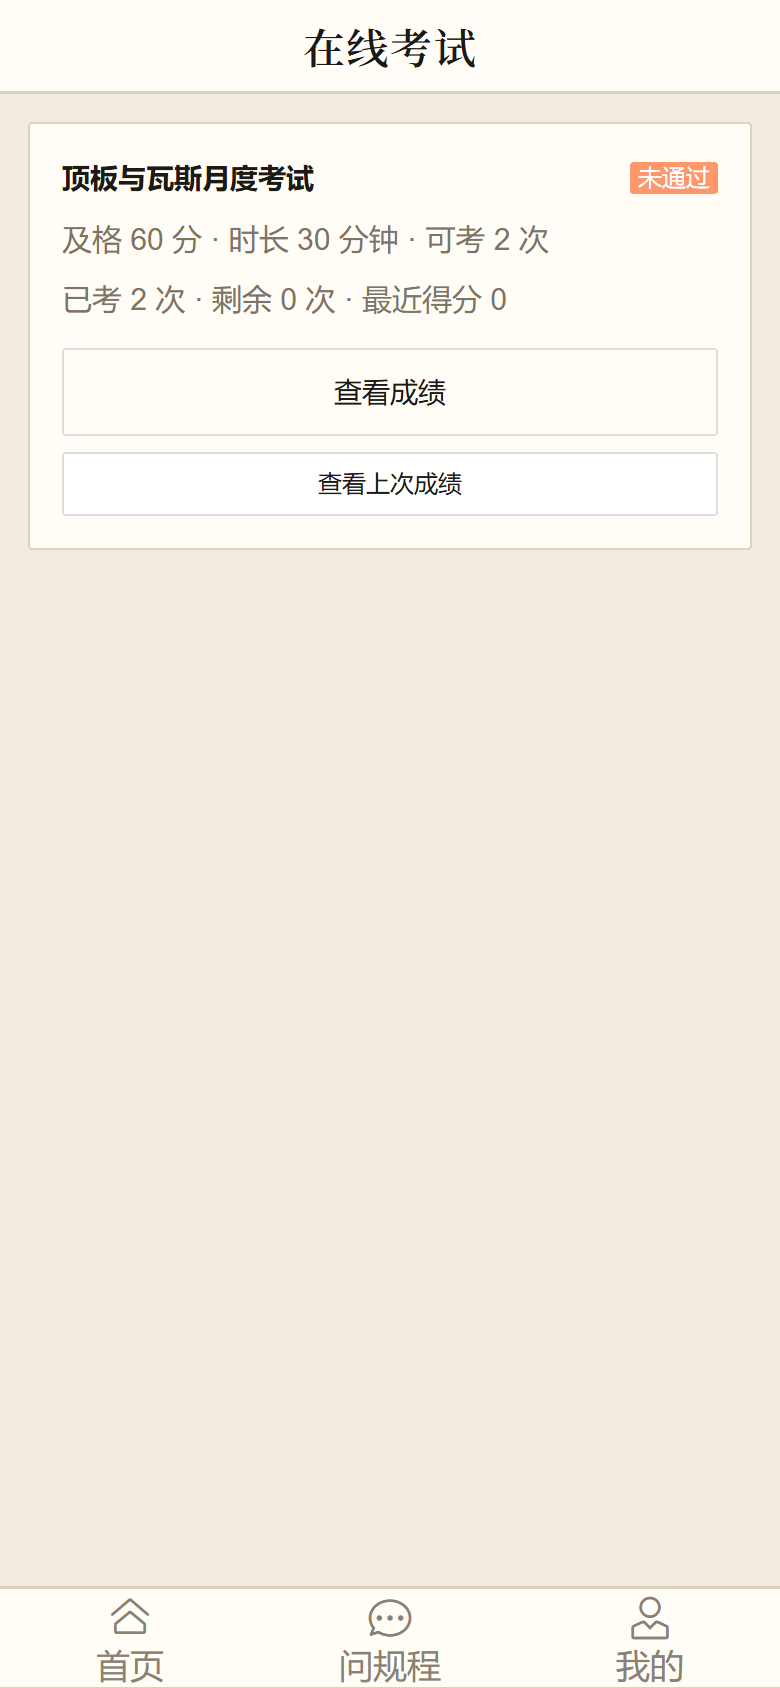 在线考试
顶板与瓦斯月度考试
未通过
及格 60 分 · 时长 30 分钟 · 可考 2 次
已考 2 次 · 剩余 0 次 · 最近得分 0
查看成绩
查看上次成绩
首页
问规程
我的